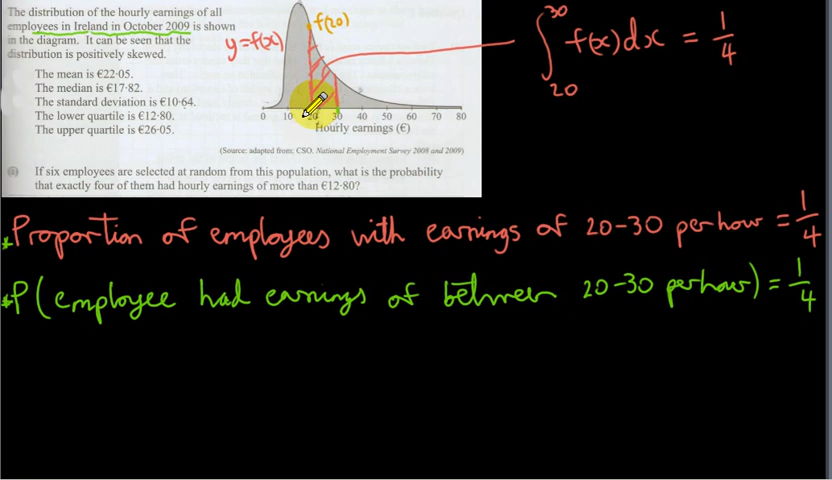 The distribution of the hourly earnings of all
employees in Ireland in October 2009 is shown
in the diagram. It can be seen that the
distribution is positively skewed.
The mean is €22·05.
The median is €17·82.
The standard deviation is €10·64.
The lower quartile is €12·80.
The upper quartile is €26·05.
y=f(x)
f(20)
0 10 20 30 40 50 60 70 80
Hourly earnings (€)
(Source: adapted from: CSO. National Employment Survey 2008 and 2009)
∫₂₀³⁰ f(x)dx = 1/4
(i) If six employees are selected at random from this population, what is the probability
that exactly four of them had hourly earnings of more than €12·80?
*Proportion of employees with earnings of 20-30 per hour = 1/4
*P(employee had earnings of between 20-30 per hour) = 1/4